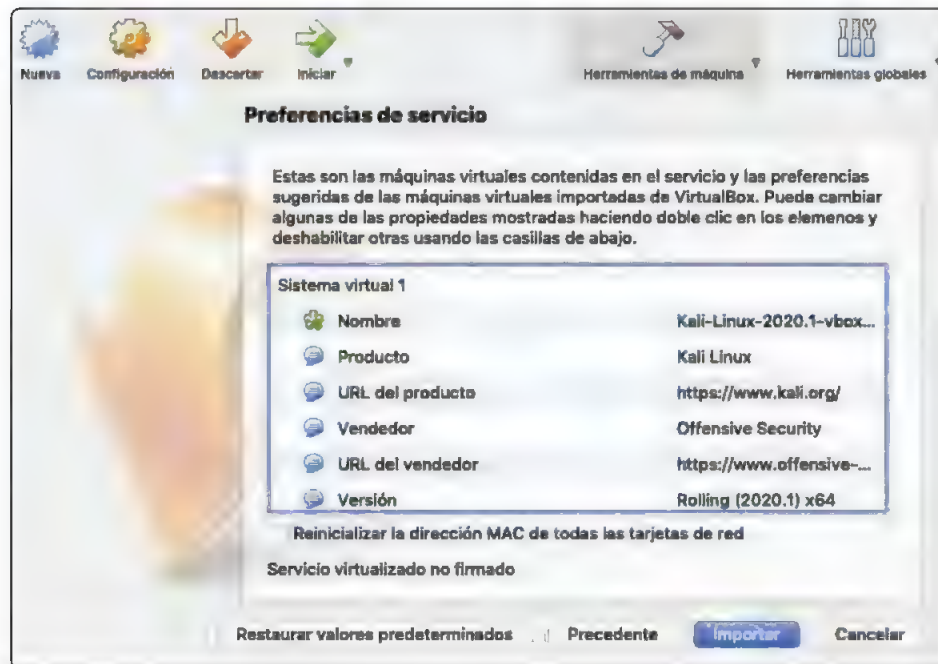 Nueva
Configuración
Descartar
Iniciar
Herramientas de máquina
Herramientas globales
Preferencias de servicio
Estas son las máquinas virtuales contenidas en el servicio y las preferencias
sugeridas de las máquinas virtuales importadas de VirtualBox. Puede cambiar
algunas de las propiedades mostradas haciendo doble clic en los elemenos y
deshabilitar otras usando las casillas de abajo.
Sistema virtual 1
Nombre Kali-Linux-2020.1-vbox...
Producto Kali Linux
URL del producto https://www.kali.org/
Vendedor Offensive Security
URL del vendedor https://www.offensive-...
Versión Rolling (2020.1) x64
Reinicializar la dirección MAC de todas las tarjetas de red
Servicio virtualizado no firmado
Restaurar valores predeterminados
Precedente
Importar
Cancelar